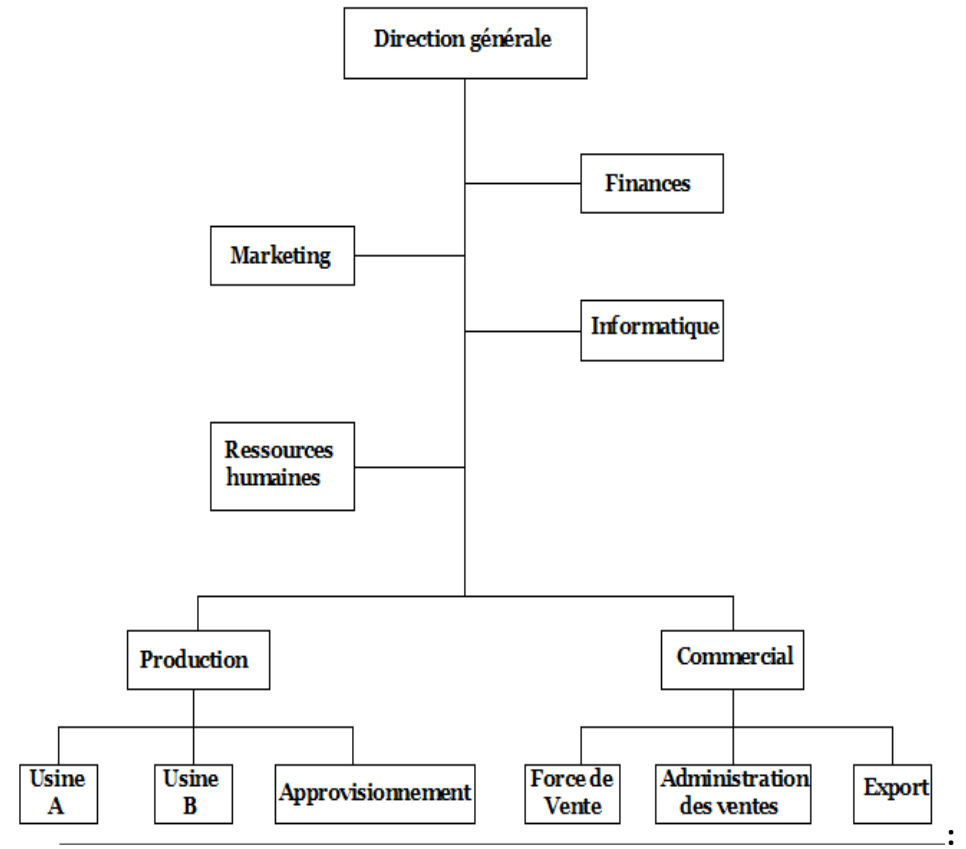 Direction générale
Finances
Marketing
Informatique
Ressources
humaines
Production
Commercial
Usine
A
Usine
B
Approvisionnement
Force de
Vente
Administration
des ventes
Export
: